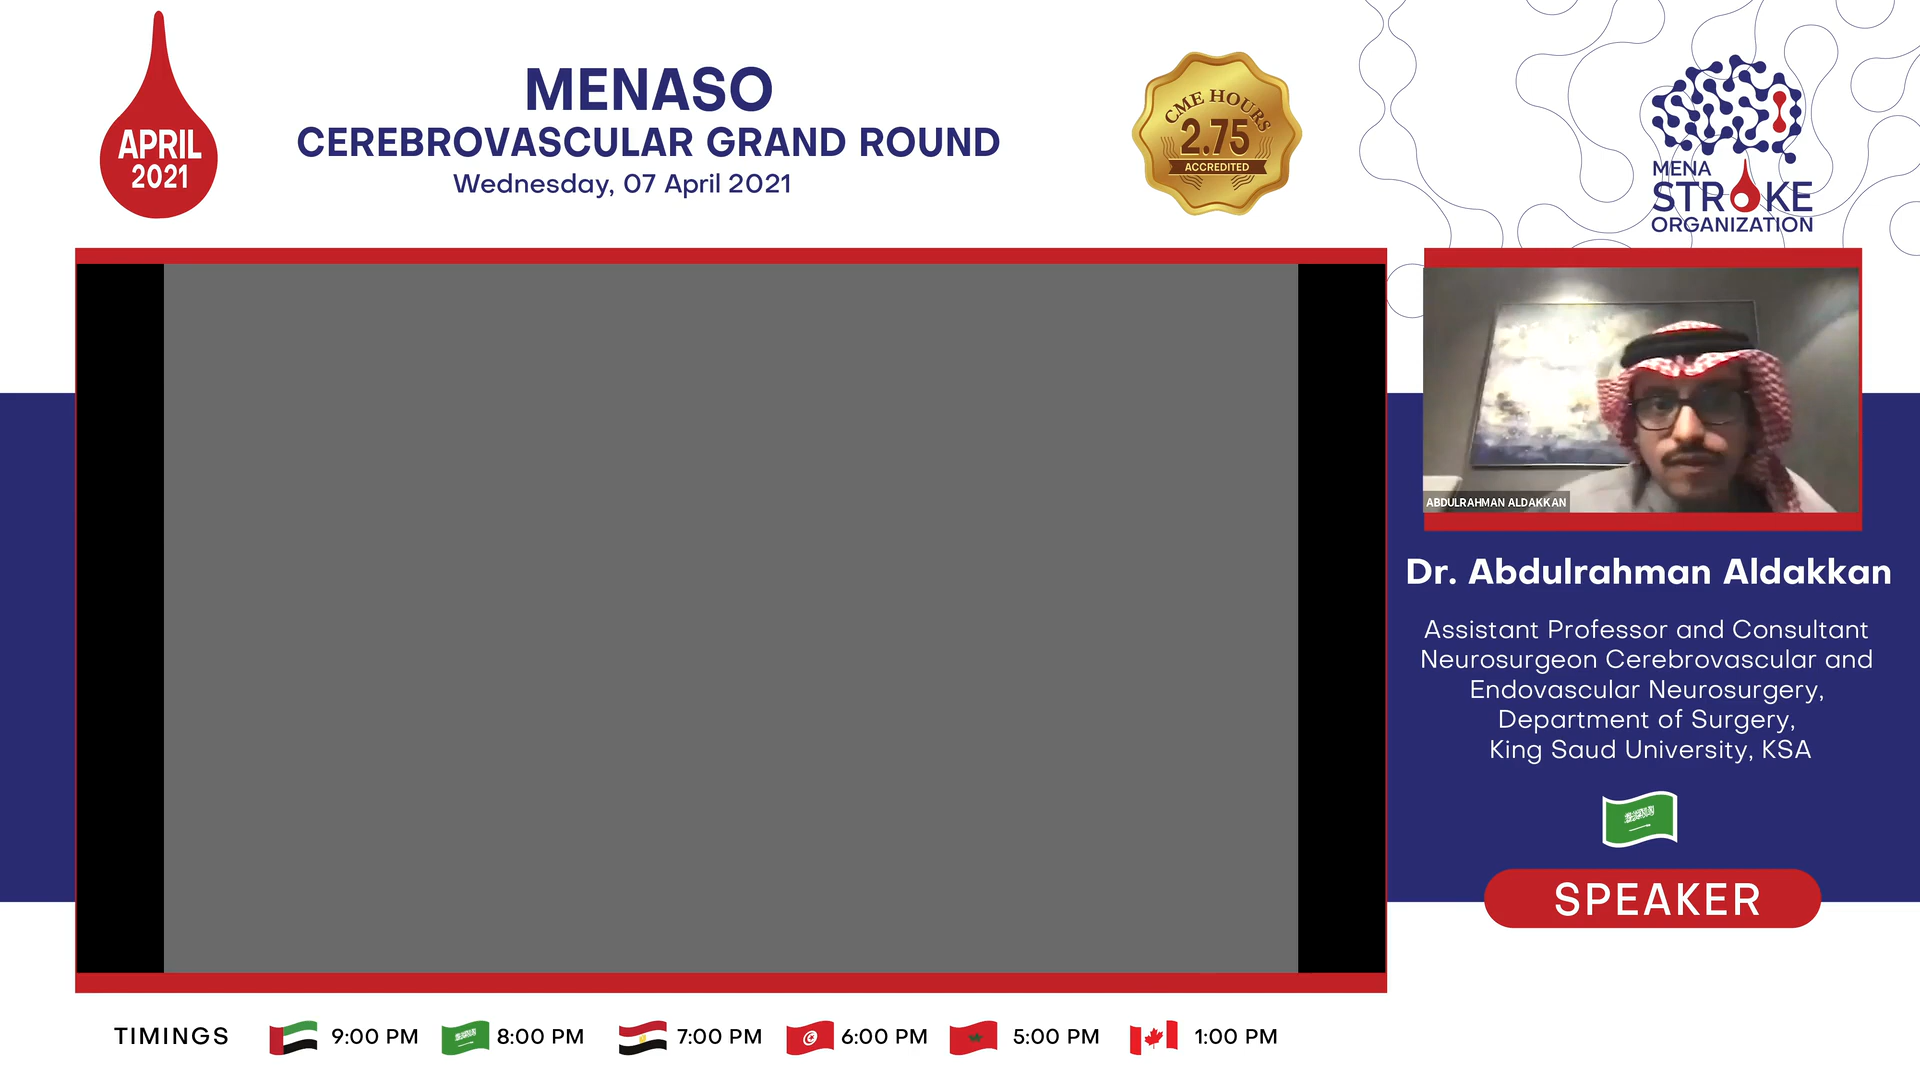 APRIL
2021
MENASO
CEREBROVASCULAR GRAND ROUND
Wednesday, 07 April 2021
CME HOURS
2.75
ACCREDITED
MENA
STROKE
ORGANIZATION
ABDULRAHMAN ALDAKKAN
Dr. Abdulrahman Aldakkan
Assistant Professor and Consultant
Neurosurgeon Cerebrovascular and
Endovascular Neurosurgery,
Department of Surgery,
King Saud University, KSA
SPEAKER
TIMINGS 9:00 PM 8:00 PM 7:00 PM 6:00 PM 5:00 PM 1:00 PM